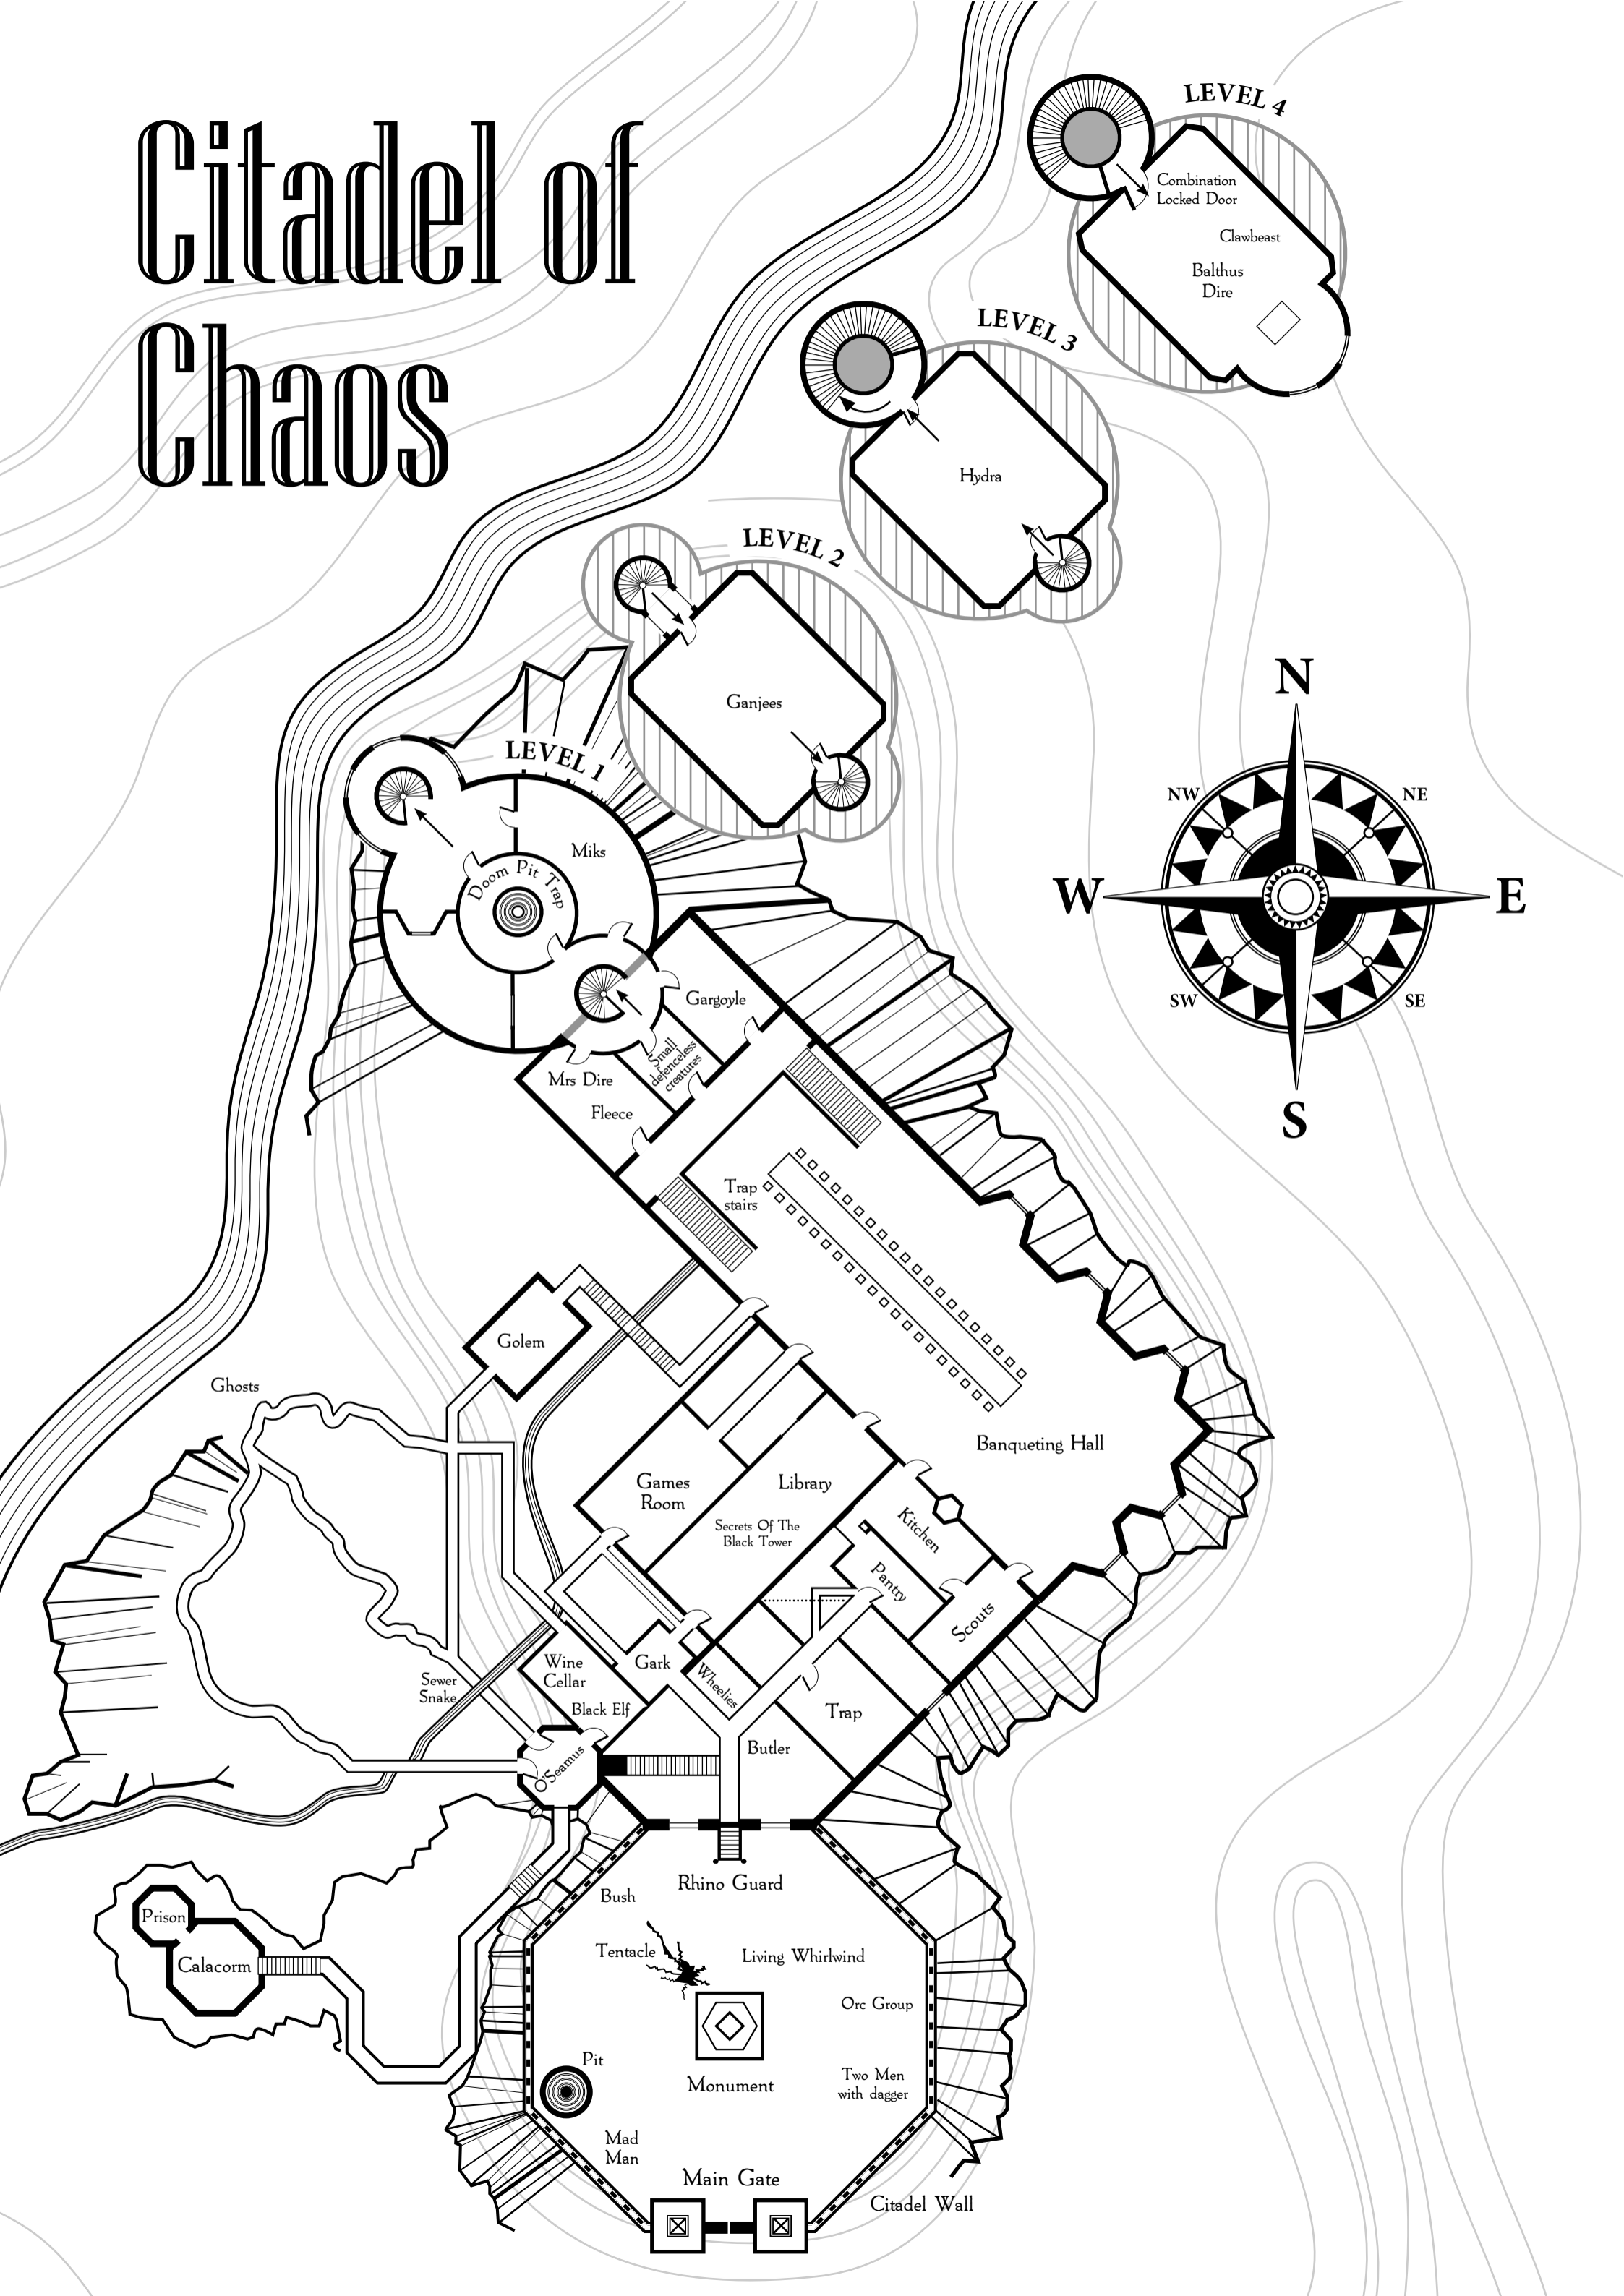 Citadel of
Chaos
LEVEL 4
Combination
Locked Door
Clawbeast
Balthus
Dire
LEVEL 3
Hydra
LEVEL 2
Ganjees
N
NW
NE
W
E
SW
SE
S
LEVEL 1
Miks
Doom Pit Trap
Gargoyle
Small
defenceless
creatures
Mrs Dire
Fleece
Trap
stairs
Golem
Ghosts
Banqueting Hall
Games
Room
Library
Secrets Of The
Black Tower
Kitchen
Pantry
Scouts
Wine
Cellar
Gark
Wheelies
Sewer
Snake
Black Elf
Trap
O'Seamus
Butler
Rhino Guard
Bush
Prison
Tentacle
Living Whirlwind
Calacorm
Orc Group
Pit
Monument
Two Men
with dagger
Mad
Man
Main Gate
Citadel Wall